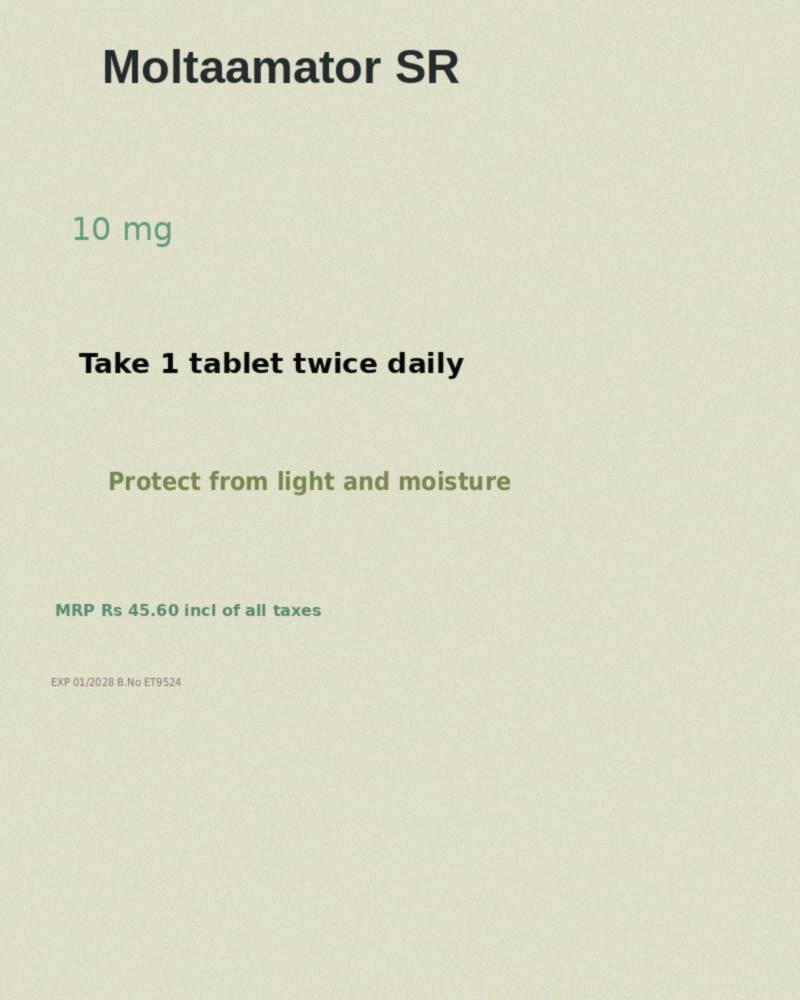 Moltaamator SR
10 mg
Take 1 tablet twice daily
Protect from light and moisture
MRP Rs 45.60 incl of all taxes
EXP 01/2028 B.No ET9524